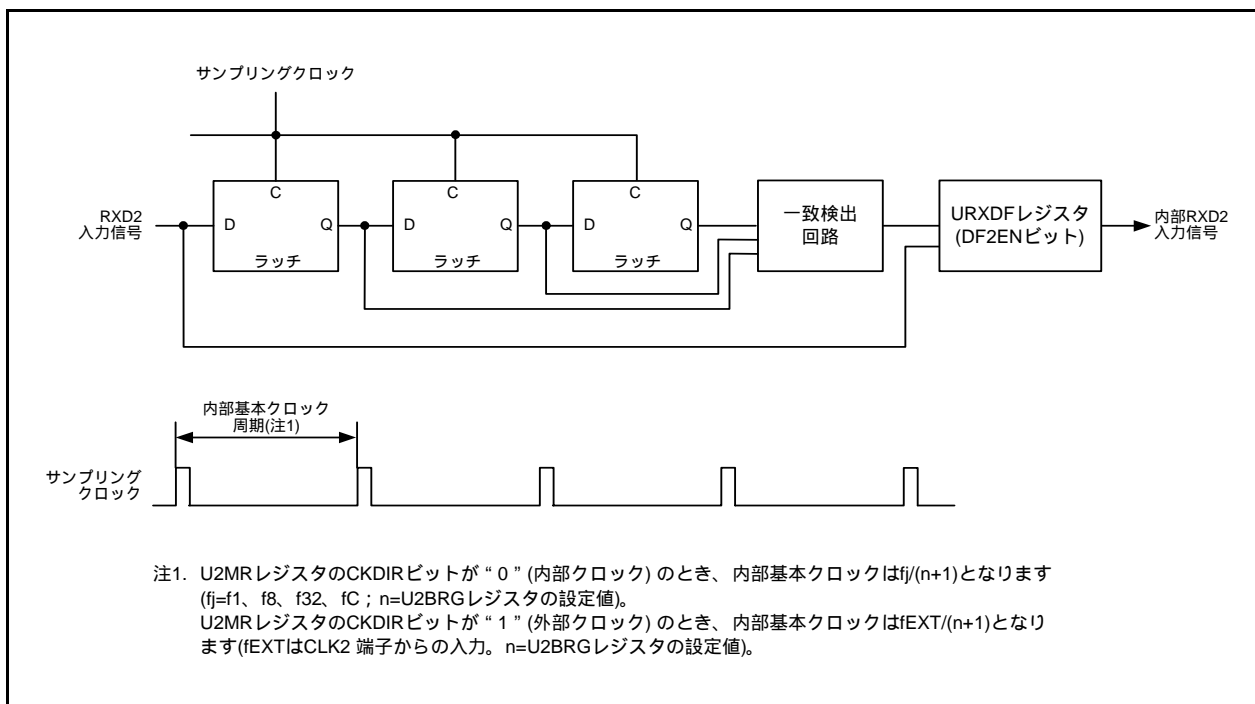 サンプリングクロック
C
C
C
RXD2
入力信号
D
Q
D
Q
D
Q
ラッチ
ラッチ
ラッチ
一致検出
回路
URXDFレジスタ
(DF2ENビット)
内部RXD2
入力信号
内部基本クロック
周期(注1)
サンプリング
クロック
注1. U2MRレジスタのCKDIRビットが“0”(内部クロック) のとき、内部基本クロックはfj/(n+1)となります
(fj=f1、f8、f32、fC；n=U2BRGレジスタの設定値)。
U2MRレジスタのCKDIRビットが“1”(外部クロック) のとき、内部基本クロックはfEXT/(n+1)となり
ます(fEXTはCLK2 端子からの入力。n=U2BRGレジスタの設定値)。